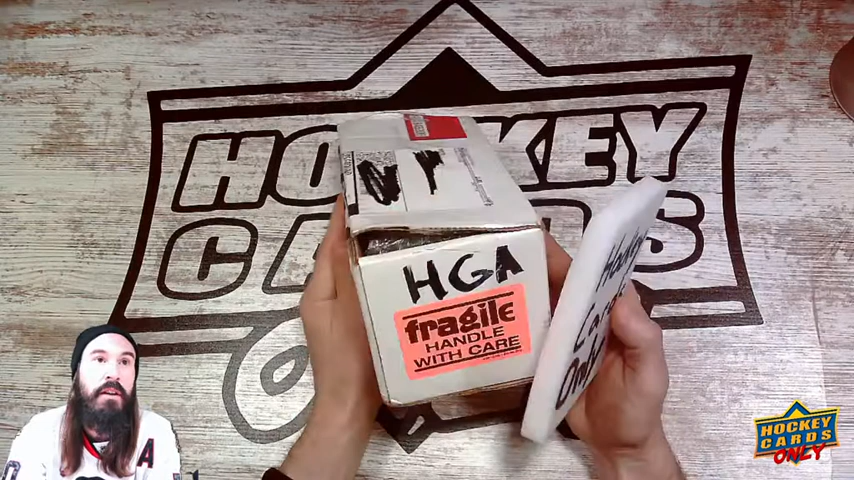 HOCKEY
CARDS
HGA
fragile
HANDLE
WITH CARE
Hockey
Cards
Only
HOCKEY
CARDS
ONLY